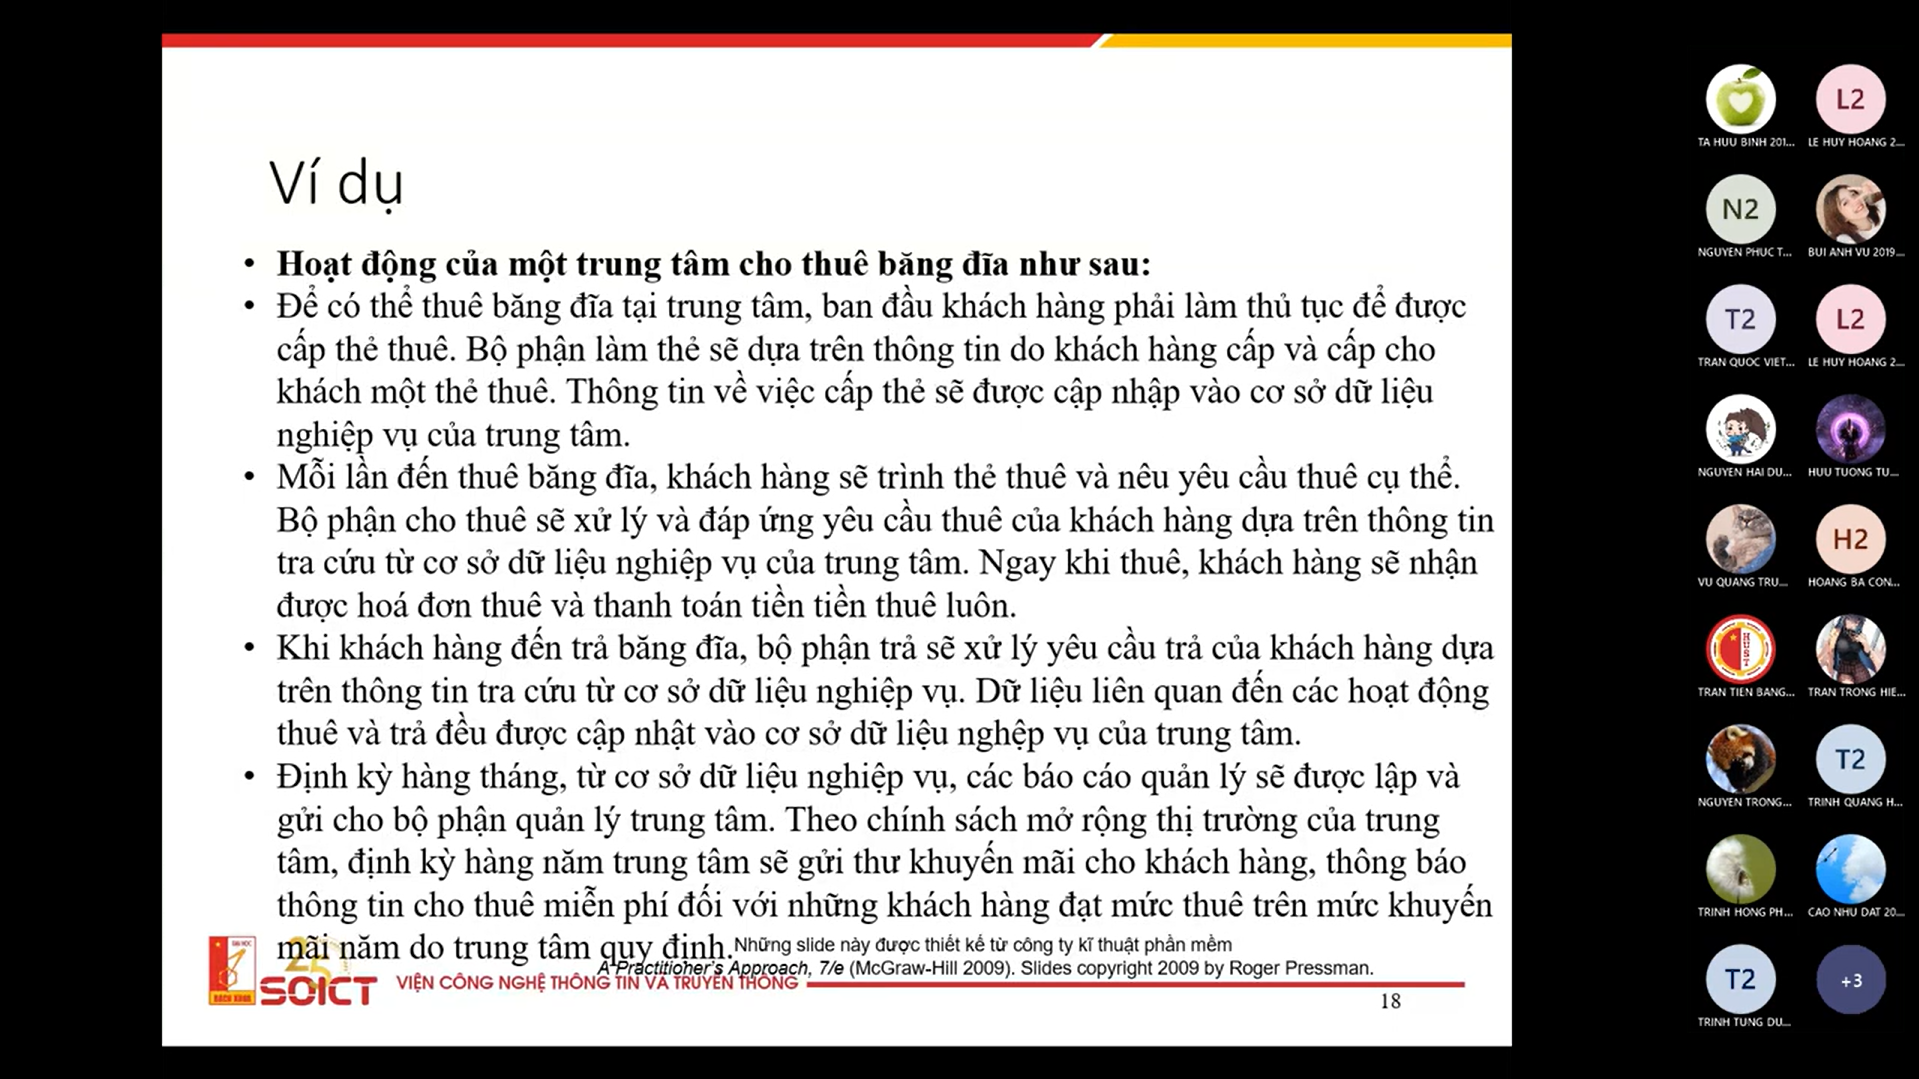 Ví dụ
• Hoạt động của một trung tâm cho thuê băng đĩa như sau:
• Để có thể thuê băng đĩa tại trung tâm, ban đầu khách hàng phải làm thủ tục để được
cấp thẻ thuê. Bộ phận làm thẻ sẽ dựa trên thông tin do khách hàng cấp và cấp cho
khách một thẻ thuê. Thông tin về việc cấp thẻ sẽ được cập nhập vào cơ sở dữ liệu
nghiệp vụ của trung tâm.
• Mỗi lần đến thuê băng đĩa, khách hàng sẽ trình thẻ thuê và nêu yêu cầu thuê cụ thể.
Bộ phận cho thuê sẽ xử lý và đáp ứng yêu cầu thuê của khách hàng dựa trên thông tin
tra cứu từ cơ sở dữ liệu nghiệp vụ của trung tâm. Ngay khi thuê, khách hàng sẽ nhận
được hoá đơn thuê và thanh toán tiền tiền thuê luôn.
• Khi khách hàng đến trả băng đĩa, bộ phận trả sẽ xử lý yêu cầu trả của khách hàng dựa
trên thông tin tra cứu từ cơ sở dữ liệu nghiệp vụ. Dữ liệu liên quan đến các hoạt động
thuê và trả đều được cập nhật vào cơ sở dữ liệu nghệp vụ của trung tâm.
• Định kỳ hàng tháng, từ cơ sở dữ liệu nghiệp vụ, các báo cáo quản lý sẽ được lập và
gửi cho bộ phận quản lý trung tâm. Theo chính sách mở rộng thị trường của trung
tâm, định kỳ hàng năm trung tâm sẽ gửi thư khuyến mãi cho khách hàng, thông báo
thông tin cho thuê miễn phí đối với những khách hàng đạt mức thuê trên mức khuyến
mãi năm do trung tâm quy định.
Những slide này được thiết kế từ công ty kĩ thuật phần mềm
A Practitioner's Approach, 7/e (McGraw-Hill 2009). Slides copyright 2009 by Roger Pressman.
ĐẠI HỌC
BÁCH KHOA
25
SOICT
VIỆN CÔNG NGHỆ THÔNG TIN VÀ TRUYỀN THÔNG
18
L2
TA HUU BINH 201...
LE HUY HOANG 2...
N2
NGUYEN PHUC T...
BUI ANH VU 2019...
T2
L2
TRAN QUOC VIET...
LE HUY HOANG 2...
NGUYEN HAI DU...
HUU TUONG TU...
H2
VU QUANG TRU...
HOANG BA CON...
HUST
TRAN TIEN BANG...
TRAN TRONG HIE...
T2
NGUYEN TRONG...
TRINH QUANG H...
TRINH HONG PH...
CAO NHU DAT 20...
T2
+3
TRINH TUNG DU...